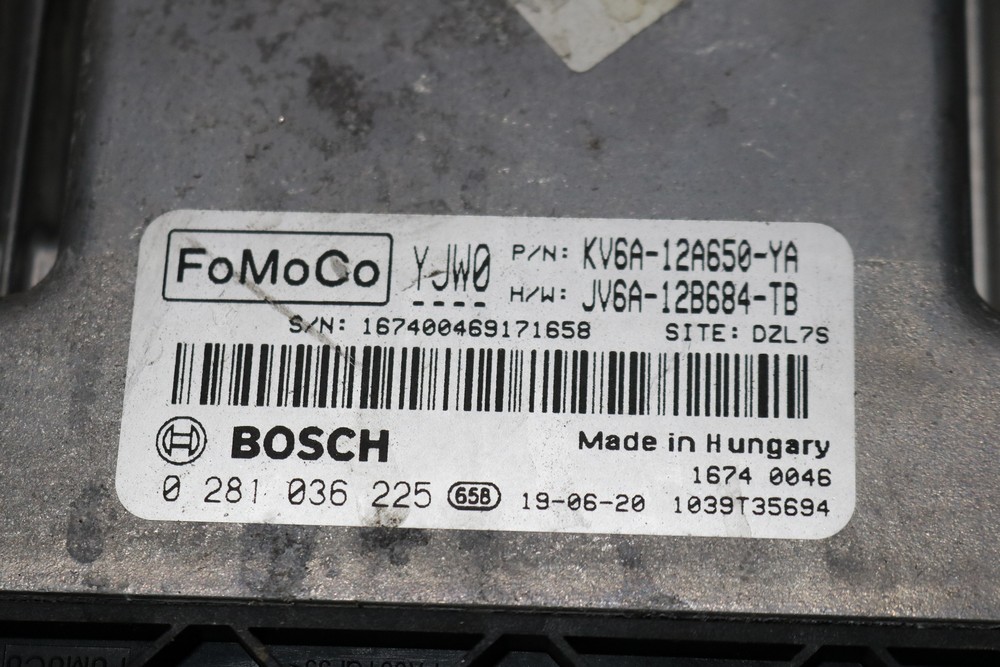 FoMoCo YJW0 P/N: KV6A-12A650-YA
H/W: JV6A-12B684-TB
S/N: 167400469171658 SITE: DZL7S
BOSCH Made in Hungary
1674 0046
0 281 036 225 658 19-06-20 1039T35694